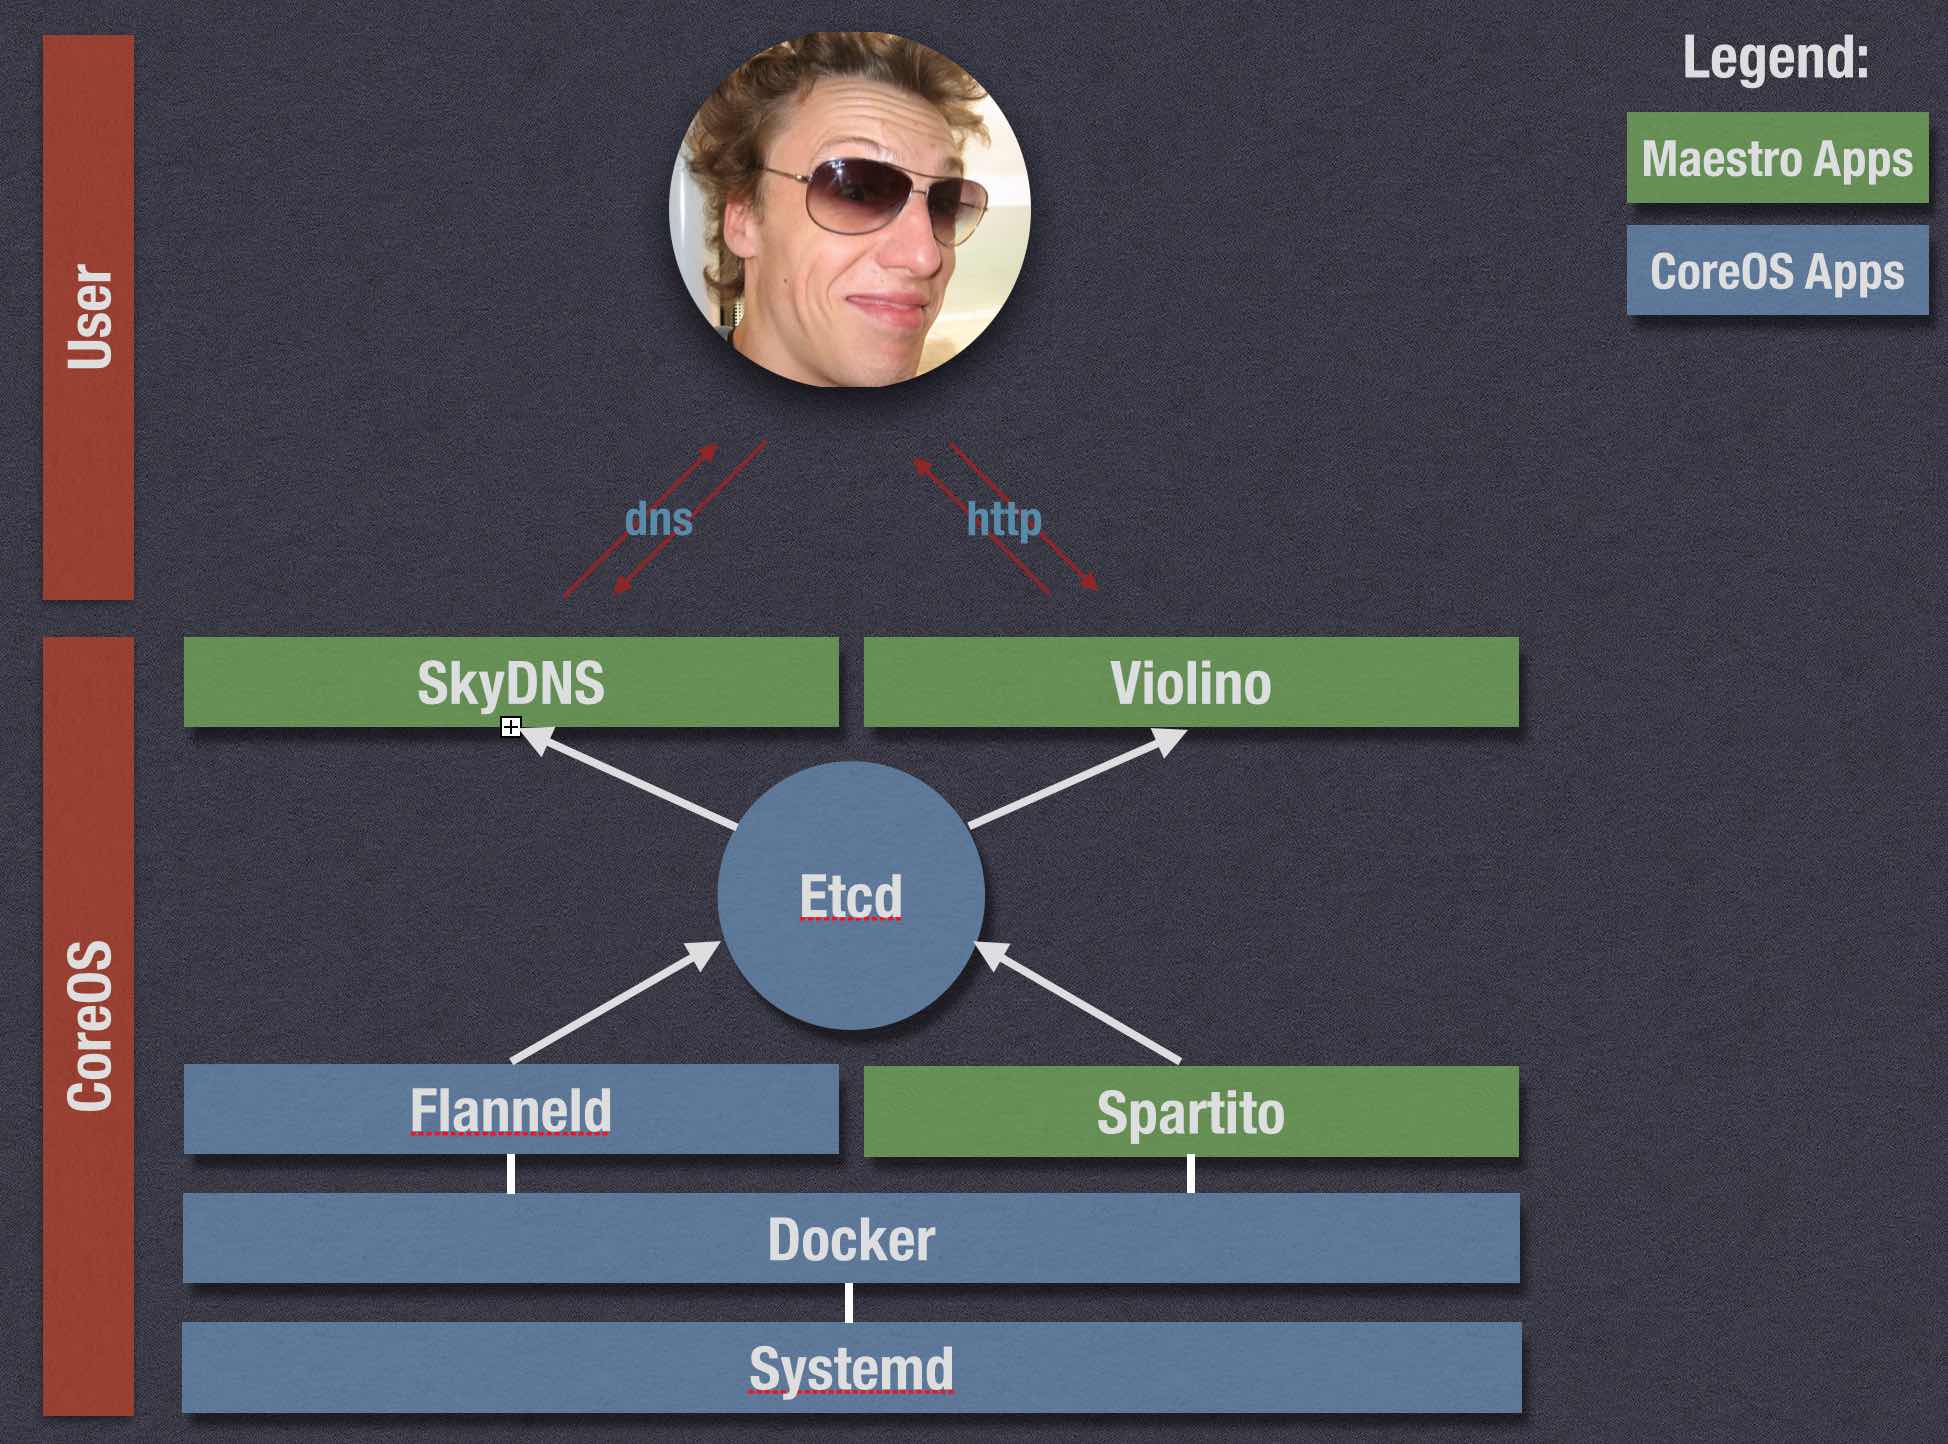 Legend:
Maestro Apps
CoreOS Apps
User
dns
http
CoreOS
SkyDNS
Violino
Etcd
Flanneld
Spartito
Docker
Systemd